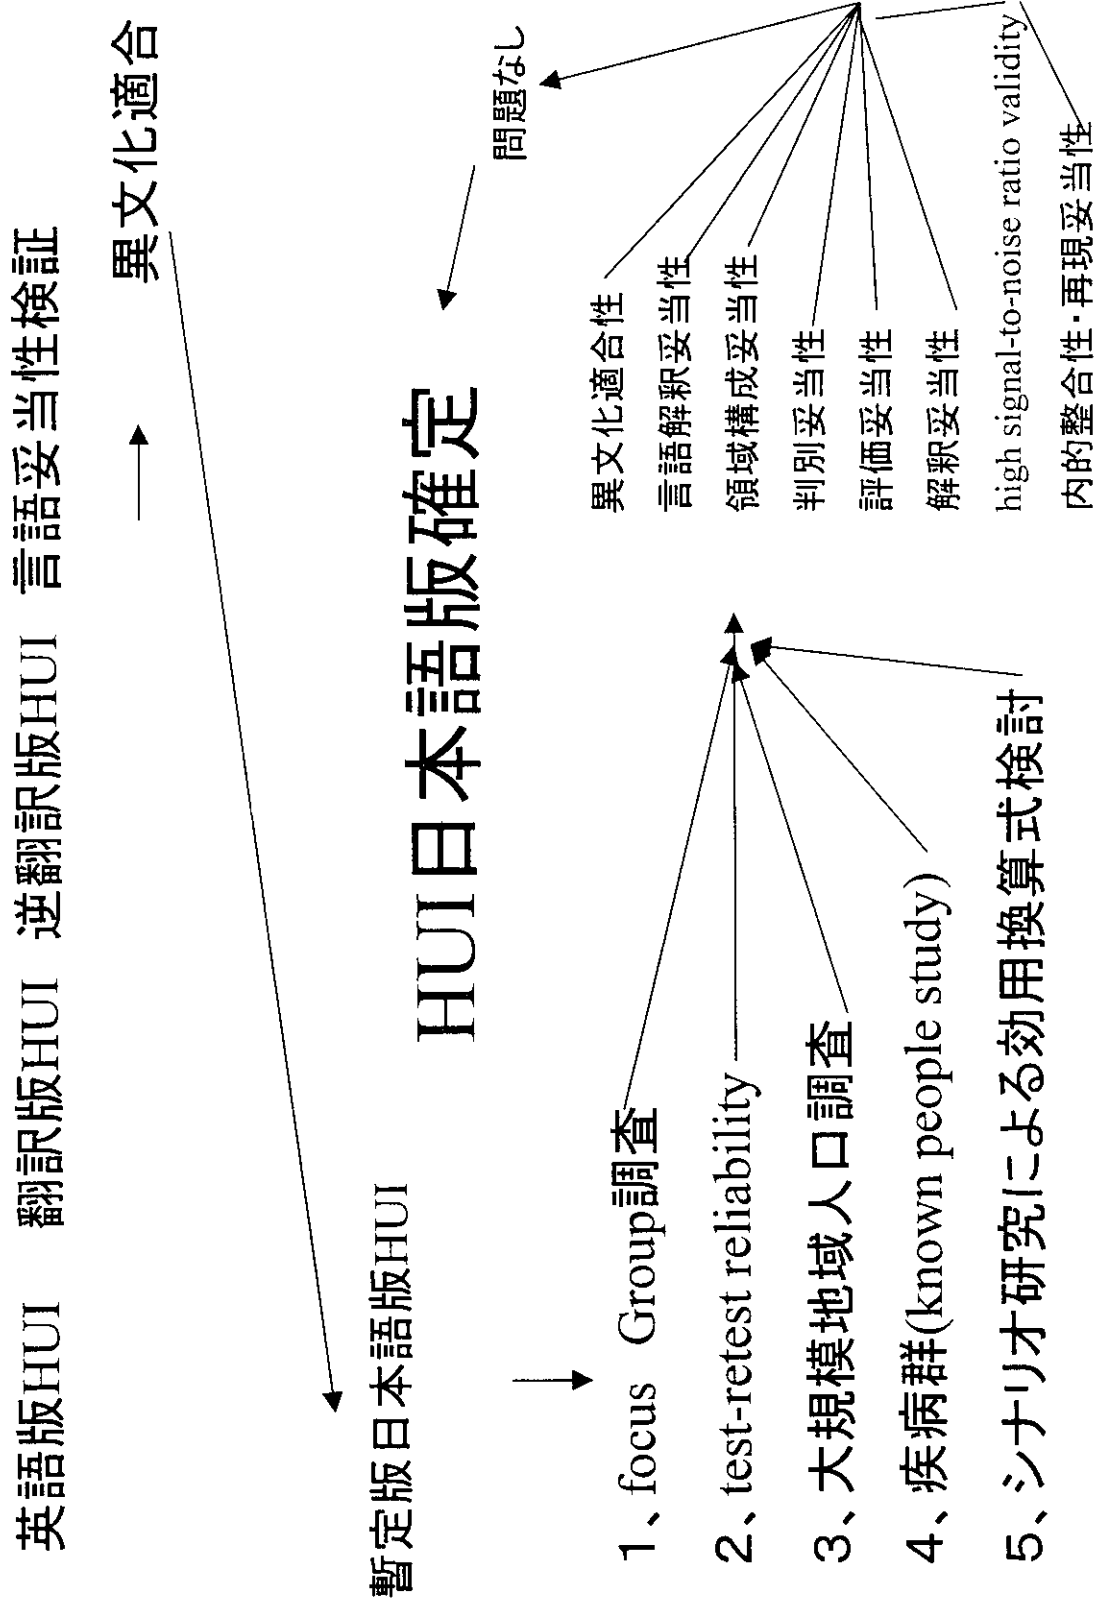 英語版HUI　翻訳版HUI　逆翻訳版HUI　言語妥当性検証
異文化適合
暫定版日本語版HUI
HUI日本語版確定
問題なし
1、focus　Group調査
2、test-retest reliability
3、大規模地域人口調査
4、疾病群(known people study)
5、シナリオ研究による効用換算式検討
異文化適合性
言語解釈妥当性
領域構成妥当性
判別妥当性
評価妥当性
解釈妥当性
high signal-to-noise ratio validity
内的整合性・再現妥当性